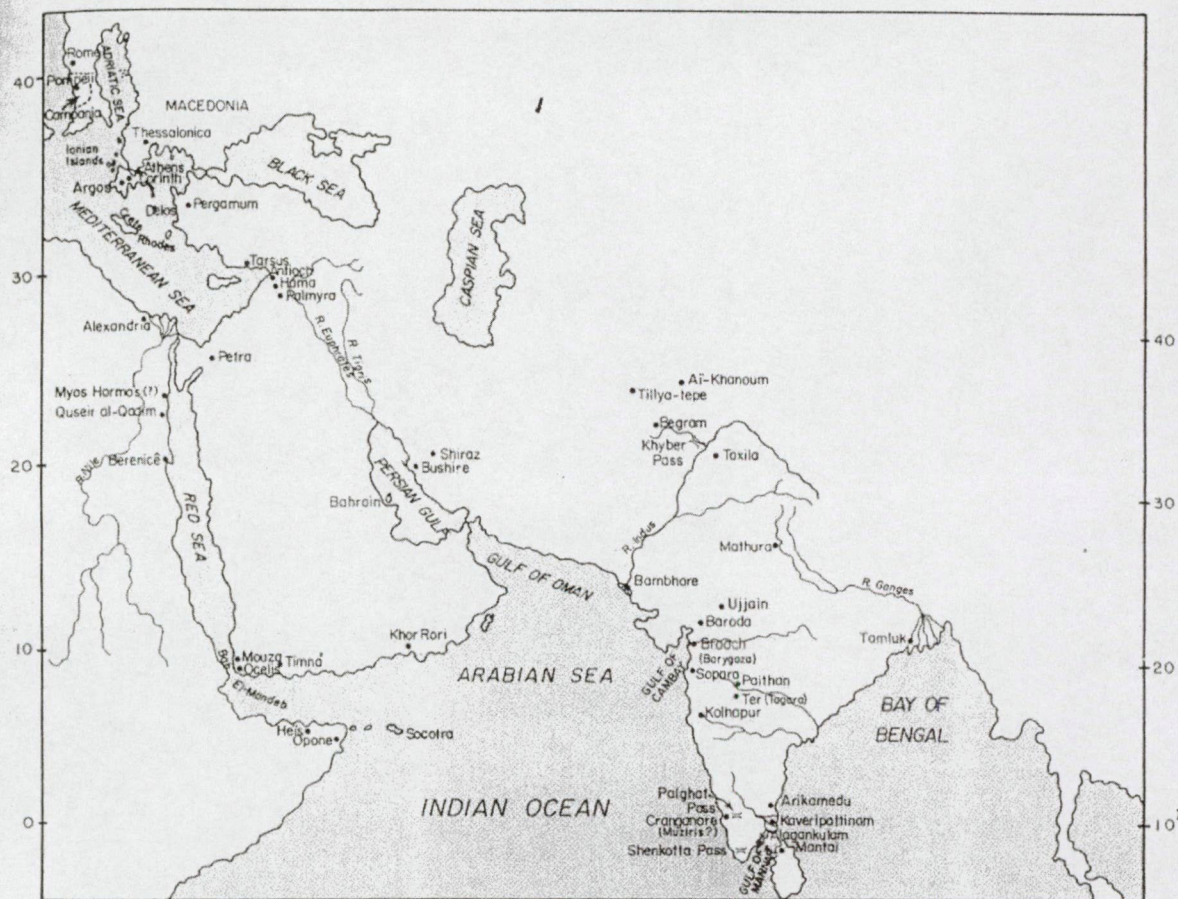 Rome
ADRIATIC SEA
40
Pompeii
Campania
MACEDONIA
Thessalonica
Ionian
Islands
Athens
Corinth
BLACK SEA
Argos
Delos
Pergamum
Crete
Rhodes
MEDITERRANEAN SEA
CASPIAN SEA
Tarsus
30
Antioch
Hama
Palmyra
Alexandria
R. Euphrates
R. Tigris
40
Petra
Aï-Khanoum
Tillya-tepe
Myos Hormos (?)
Quseir al-Qadim
Begram
Khyber
Pass
Taxila
20
Berenicê
R. Nile
Shiraz
Bushire
PERSIAN GULF
Bahrain
30
RED SEA
R. Indus
Mathura
GULF OF OMAN
Bambhore
R. Ganges
Ujjain
Baroda
Khor Rori
Broach
(Barygaza)
Tamluk
10
Mouza
Timna
Ocelis
Bab
El-Mandeb
ARABIAN SEA
GULF OF
CAMBAY
Sopara
20
Paithan
Ter (Tagara)
Kolhapur
BAY OF
BENGAL
Heis
Opone
Socotra
INDIAN OCEAN
Palghat
Pass
Arikamedu
0
Cranganore
(Muziris?)
Kaveripattinam
10
Alagankulam
Shenkotta Pass
Mantai
GULF OF
MANNAR